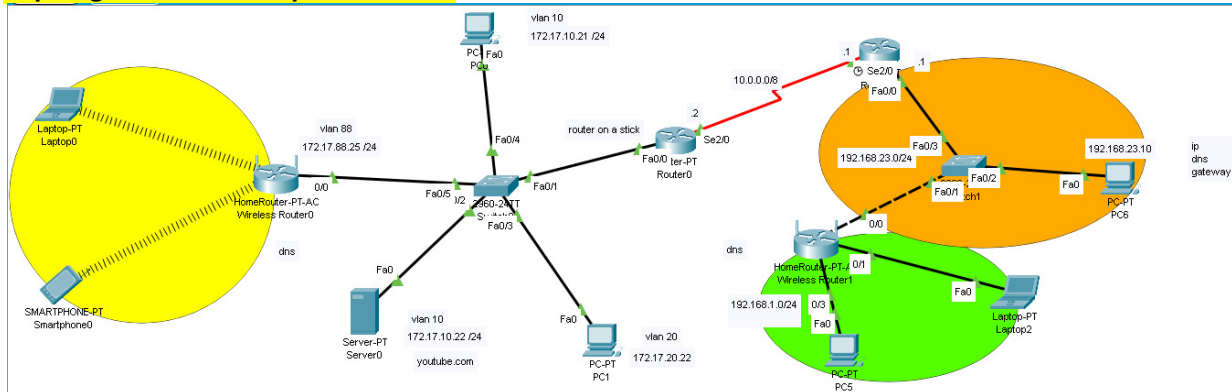 vlan 10
172.17.10.21 /24
Fa0
Fa0/4
Laptop-PT
Laptop0
vlan 88
172.17.88.25 /24
0/0
HomeRouter-PT-AC
Wireless Router0
SMARTPHONE-PT
Smartphone0
dns
Fa0/5
Fa0/1
Fa0/3
2960-24TT
router on a stick
Fa0/0
Router0
Se2/0
.2
10.0.0.0/8
.1
Se2/0
.1
Fa0/0
Fa0
Server-PT
Server0
vlan 10
172.17.10.22 /24
youtube.com
Fa0
PC-PT
PC1
vlan 20
172.17.20.22
Fa0/3
192.168.23.0/24
Fa0/2
Fa0/1
192.168.23.10
Fa0
PC-PT
PC6
ip
dns
gateway
0/0
Wireless Router1
0/1
192.168.1.0/24
0/3
Fa0
PC-PT
PC5
Fa0
Laptop-PT
Laptop2